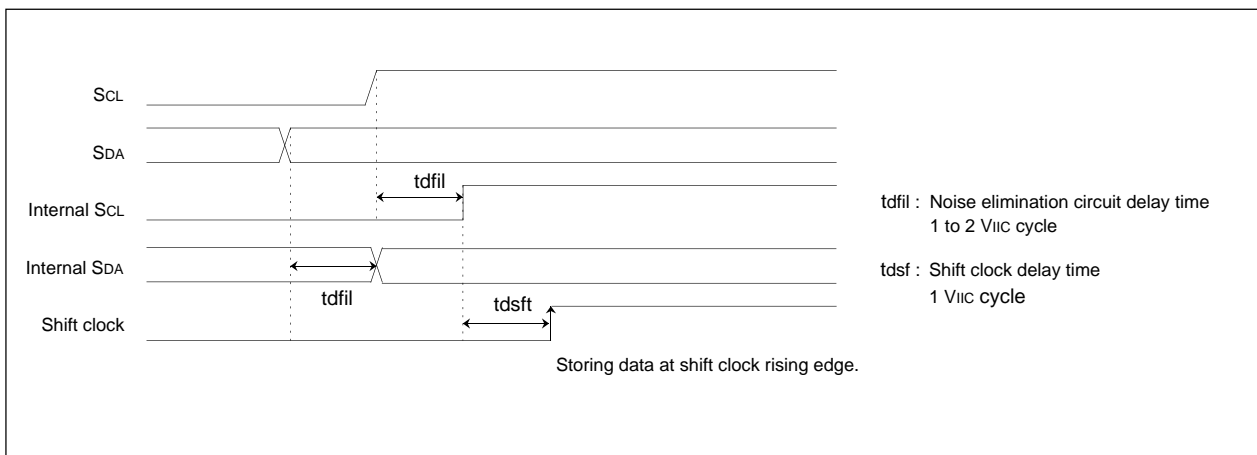 SCL
SDA
tdfil
Internal SCL
tdfil : Noise elimination circuit delay time
1 to 2 VIIC cycle
Internal SDA
tdfil
tdsf : Shift clock delay time
1 VIIC cycle
tdsft
Shift clock
Storing data at shift clock rising edge.